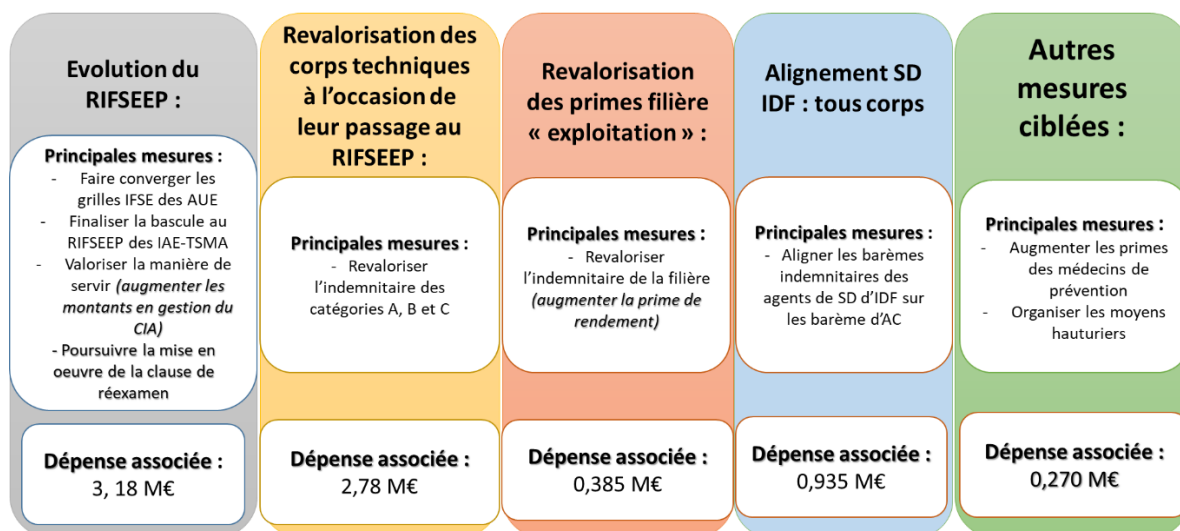 Evolution du
RIFSEEP :
Principales mesures :
- Faire converger les
grilles IFSE des AUE
- Finaliser la bascule au
RIFSEEP des IAE-TSMA
- Valoriser la manière de
servir (augmenter les
montants en gestion du
CIA)
- Poursuivre la mise en
oeuvre de la clause de
réexamen
Dépense associée :
3, 18 M€
Revalorisation des
corps techniques
à l’occasion de
leur passage au
RIFSEEP :
Principales mesures :
- Revaloriser
l’indemnitaire des
catégories A, B et C
Dépense associée :
2,78 M€
Revalorisation
des primes filière
« exploitation » :
Principales mesures :
- Revaloriser
l’indemnitaire de la filière
(augmenter la prime de
rendement)
Dépense associée :
0,385 M€
Alignement SD
IDF : tous corps
Principales mesures :
- Aligner les barèmes
indemnitaires des
agents de SD d’IDF sur
les barème d’AC
Dépense associée :
0,935 M€
Autres
mesures
ciblées :
Principales mesures :
- Augmenter les primes
des médecins de
prévention
- Organiser les moyens
hauturiers
Dépense associée :
0,270 M€